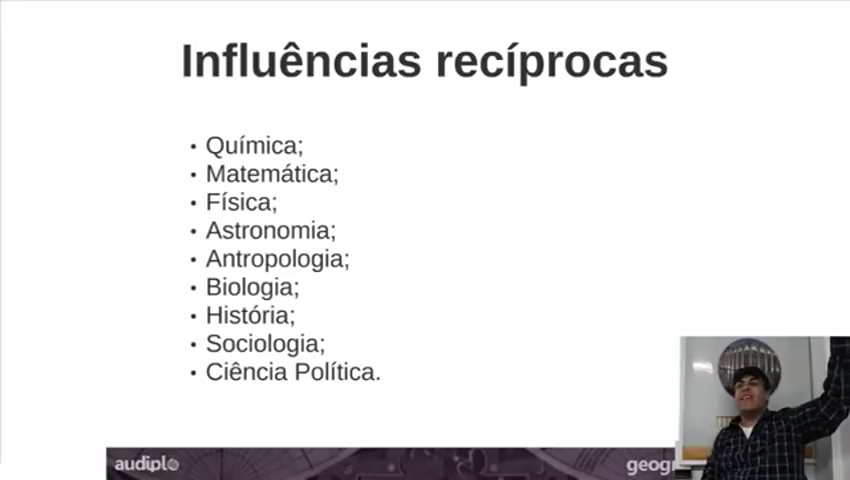 Influências recíprocas
• Química;
• Matemática;
• Física;
• Astronomia;
• Antropologia;
• Biologia;
• História;
• Sociologia;
• Ciência Política.
audiplo